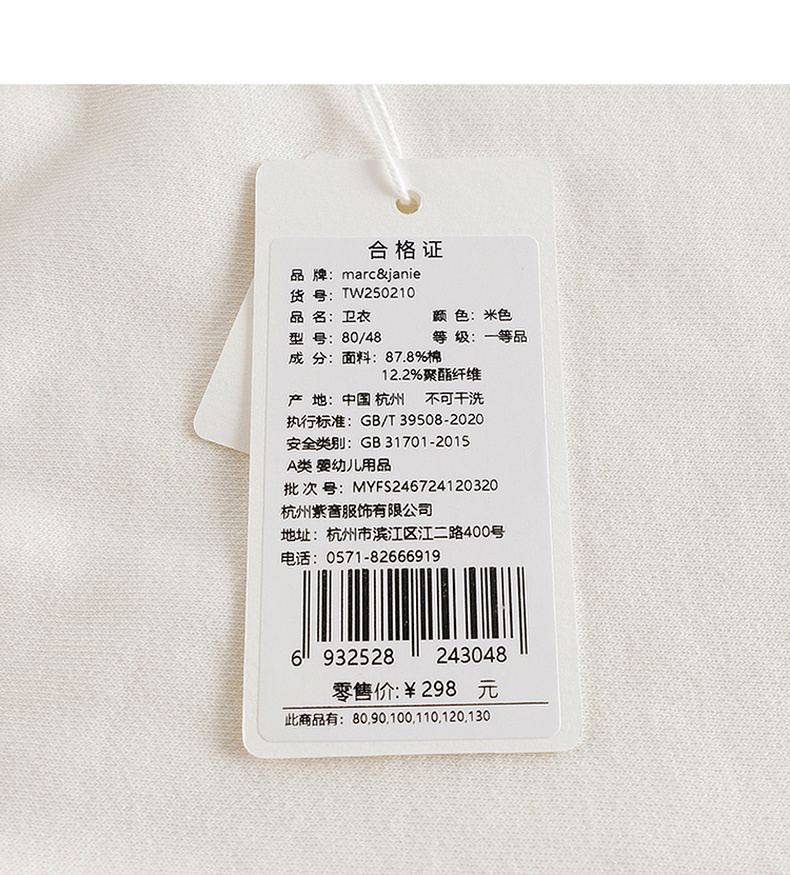 合格证
品 牌：marc&janie
货 号：TW250210
品 名：卫衣 颜 色：米色
型 号：80/48 等 级：一等品
成 分：面料：87.8%棉
12.2%聚酯纤维
产 地：中国 杭州 不可干洗
执行标准：GB/T 39508-2020
安全类别：GB 31701-2015
A类 婴幼儿用品
批 次 号：MYFS246724120320
杭州紫啻服饰有限公司
地址：杭州市滨江区江二路400号
电话：0571-82666919
6 932528 243048
零售价:¥298 元
此商品有：80,90,100,110,120,130